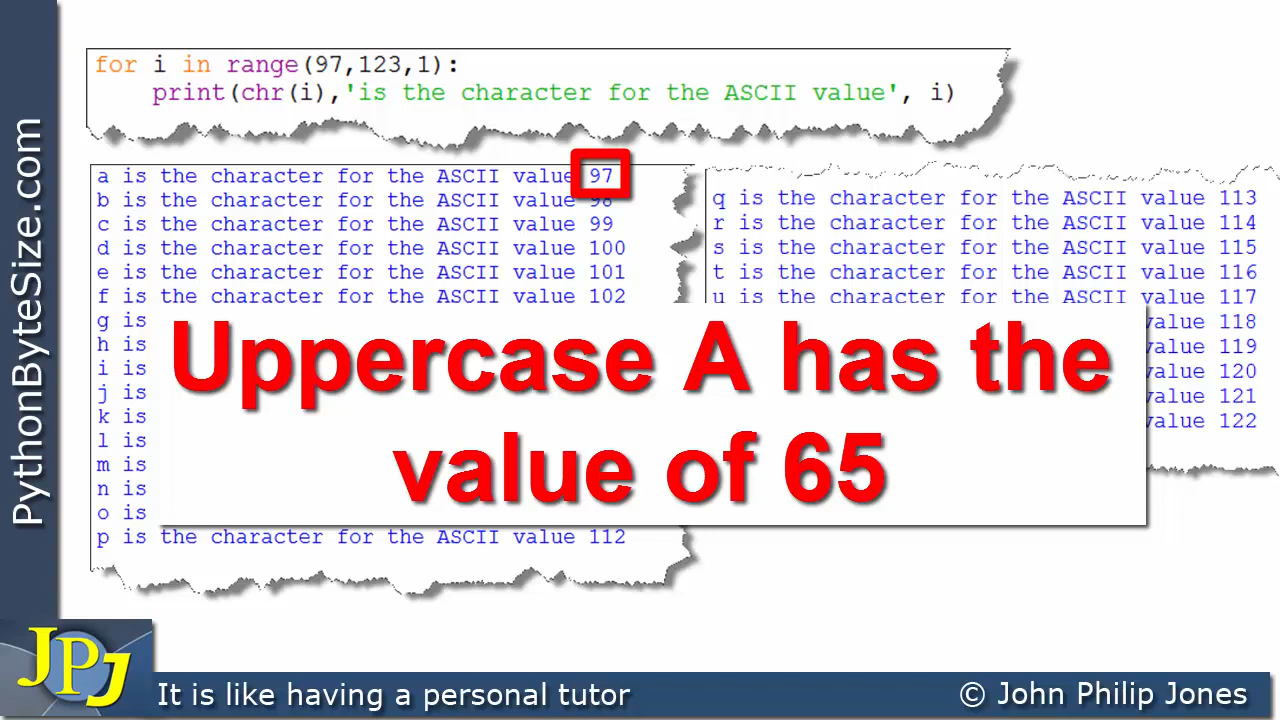 for i in range(97,123,1):
    print(chr(i),'is the character for the ASCII value', i)
a is the character for the ASCII value 97
b is the character for the ASCII value 98
c is the character for the ASCII value 99
d is the character for the ASCII value 100
e is the character for the ASCII value 101
f is the character for the ASCII value 102
g is
h is
i is
j is
k is
l is
m is
n is
o is
p is the character for the ASCII value 112
q is the character for the ASCII value 113
r is the character for the ASCII value 114
s is the character for the ASCII value 115
t is the character for the ASCII value 116
u is the character for the ASCII value 117
value 118
value 119
value 120
value 121
value 122
Uppercase A has the
value of 65
PythonByteSize.com
JPJ
It is like having a personal tutor
© John Philip Jones